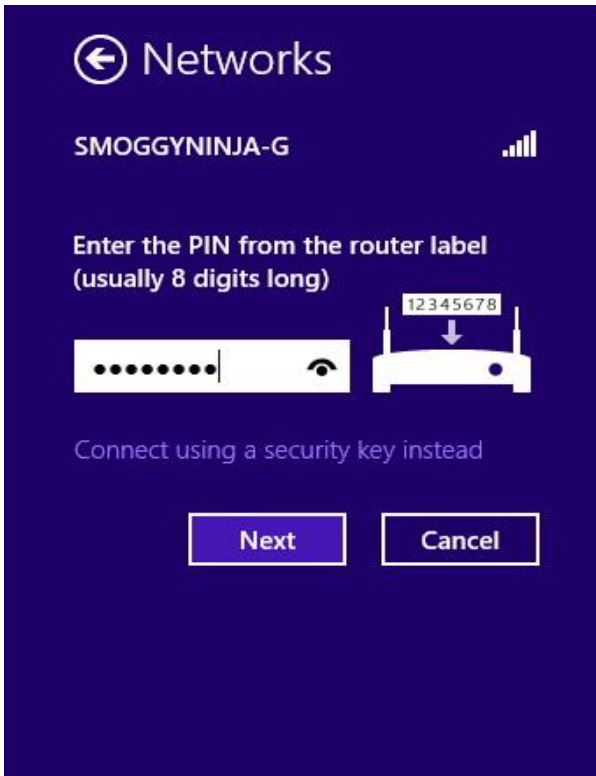 Networks
SMOGGYNINJA-G
Enter the PIN from the router label
(usually 8 digits long)
12345678
••••••••
Connect using a security key instead
Next
Cancel